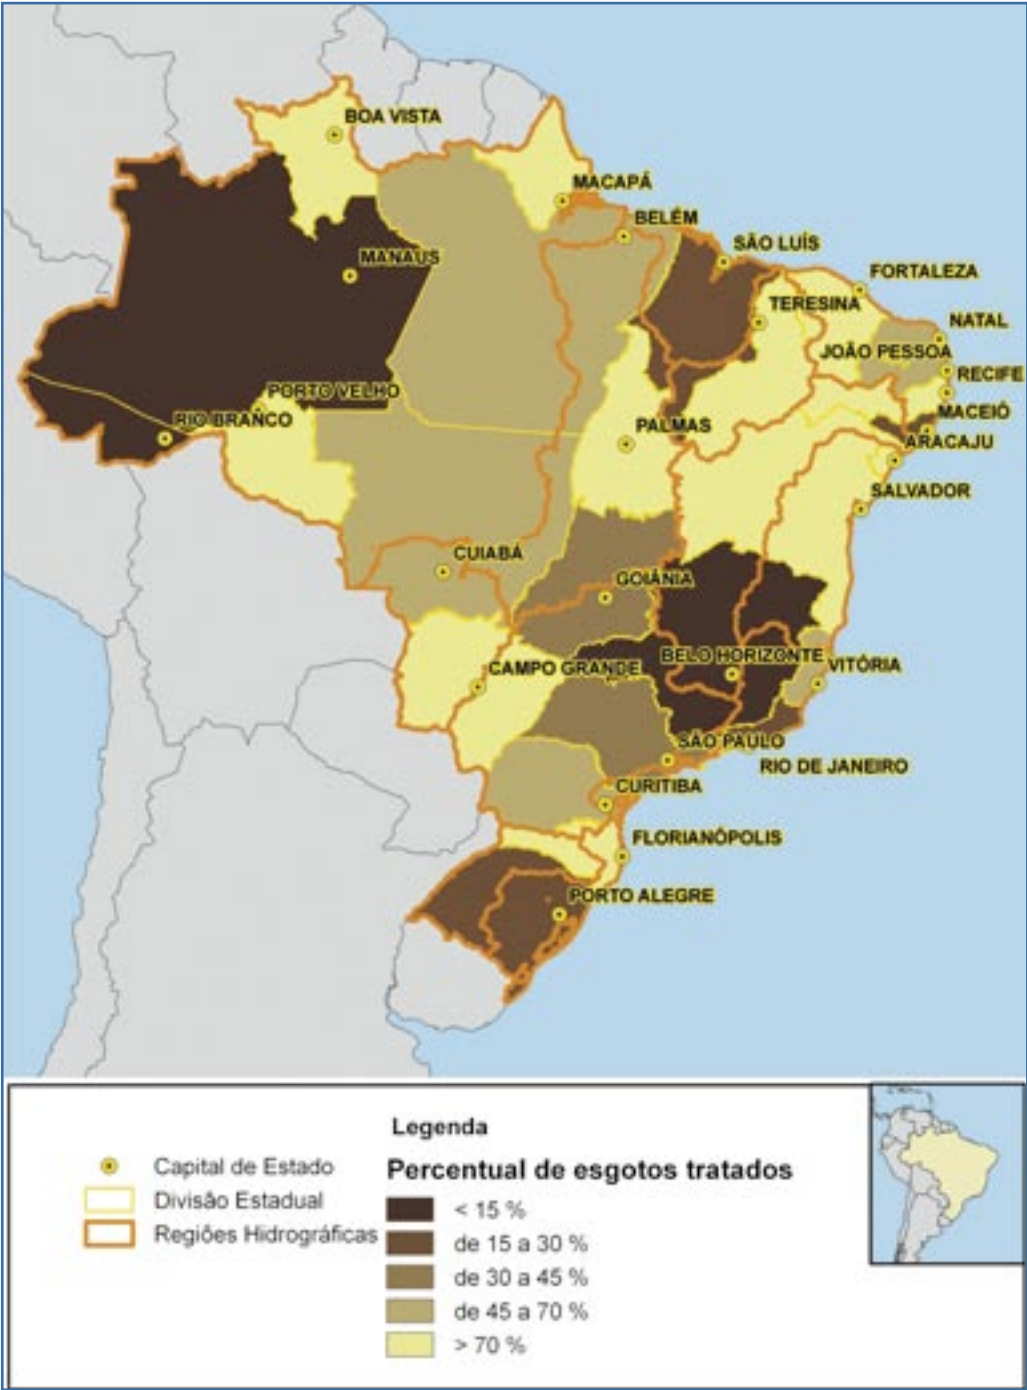 BOA VISTA
MACAPÁ
BELÉM
SÃO LUÍS
MANAUS
FORTALEZA
TERESINA
NATAL
JOÃO PESSOA
RECIFE
PORTO VELHO
MACEIÓ
RIO BRANCO
PALMAS
ARACAJU
SALVADOR
CUIABÁ
GOIÂNIA
BELO HORIZONTE
VITÓRIA
CAMPO GRANDE
SÃO PAULO
RIO DE JANEIRO
CURITIBA
FLORIANÓPOLIS
PORTO ALEGRE
Legenda
Capital de Estado
Divisão Estadual
Regiões Hidrográficas
Percentual de esgotos tratados
< 15 %
de 15 a 30 %
de 30 a 45 %
de 45 a 70 %
> 70 %